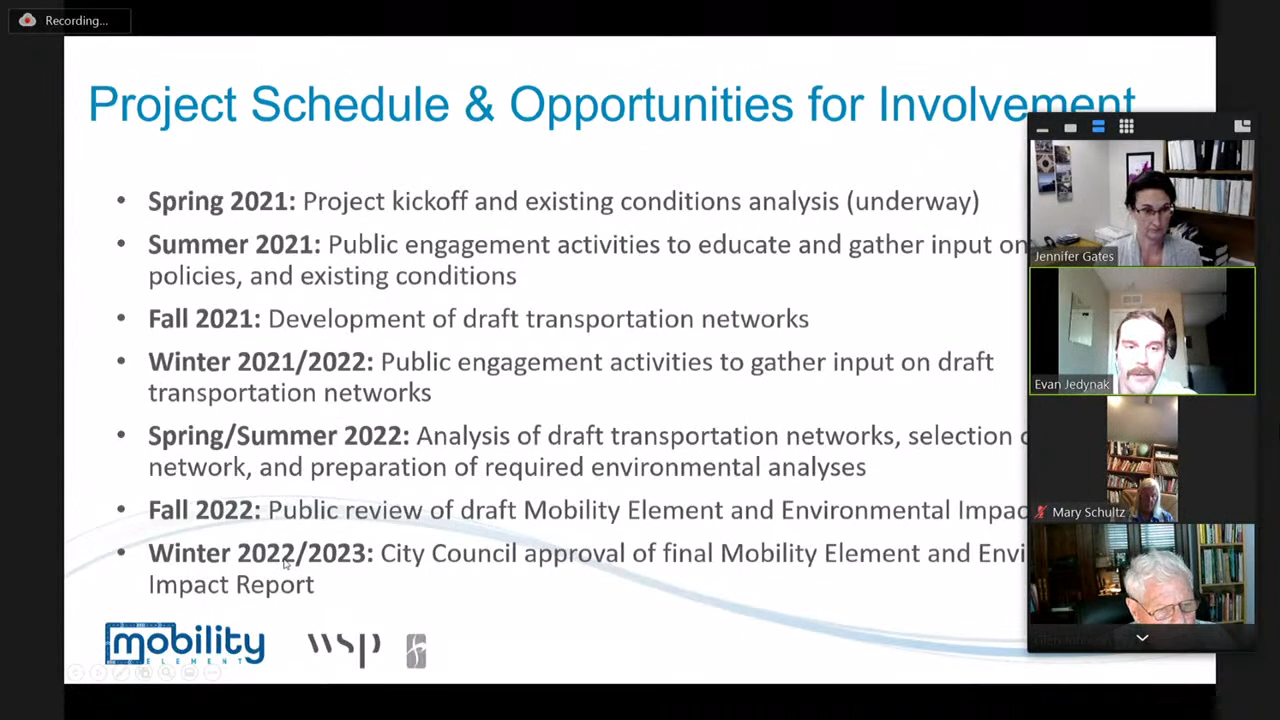 Recording...
Project Schedule & Opportunities for Involvement
• Spring 2021: Project kickoff and existing conditions analysis (underway)
• Summer 2021: Public engagement activities to educate and gather input on
policies, and existing conditions
• Fall 2021: Development of draft transportation networks
• Winter 2021/2022: Public engagement activities to gather input on draft
transportation networks
• Spring/Summer 2022: Analysis of draft transportation networks, selection
network, and preparation of required environmental analyses
• Fall 2022: Public review of draft Mobility Element and Environmental Impac
• Winter 2022/2023: City Council approval of final Mobility Element and Envi
Impact Report
mobility
ELEMENT
wsp
Jennifer Gates
Evan Jedynak
Mary Schultz